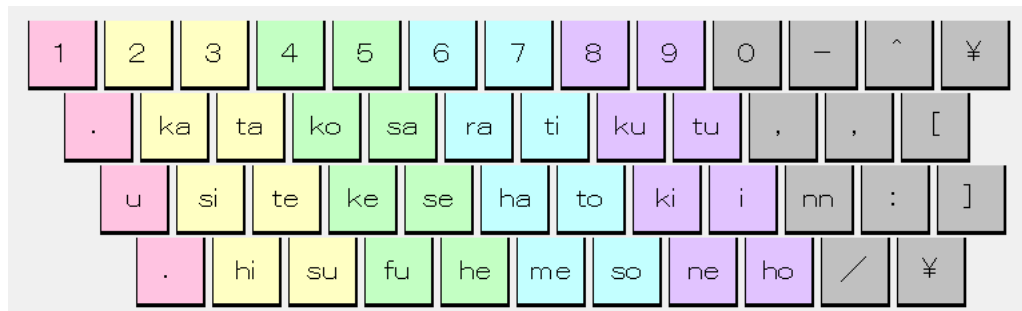 1 2 3 4 5 6 7 8 9 0 - ^ ¥
. ka ta ko sa ra ti ku tu , , [
u si te ke se ha to ki i nn : ]
. hi su fu he me so ne ho / ¥